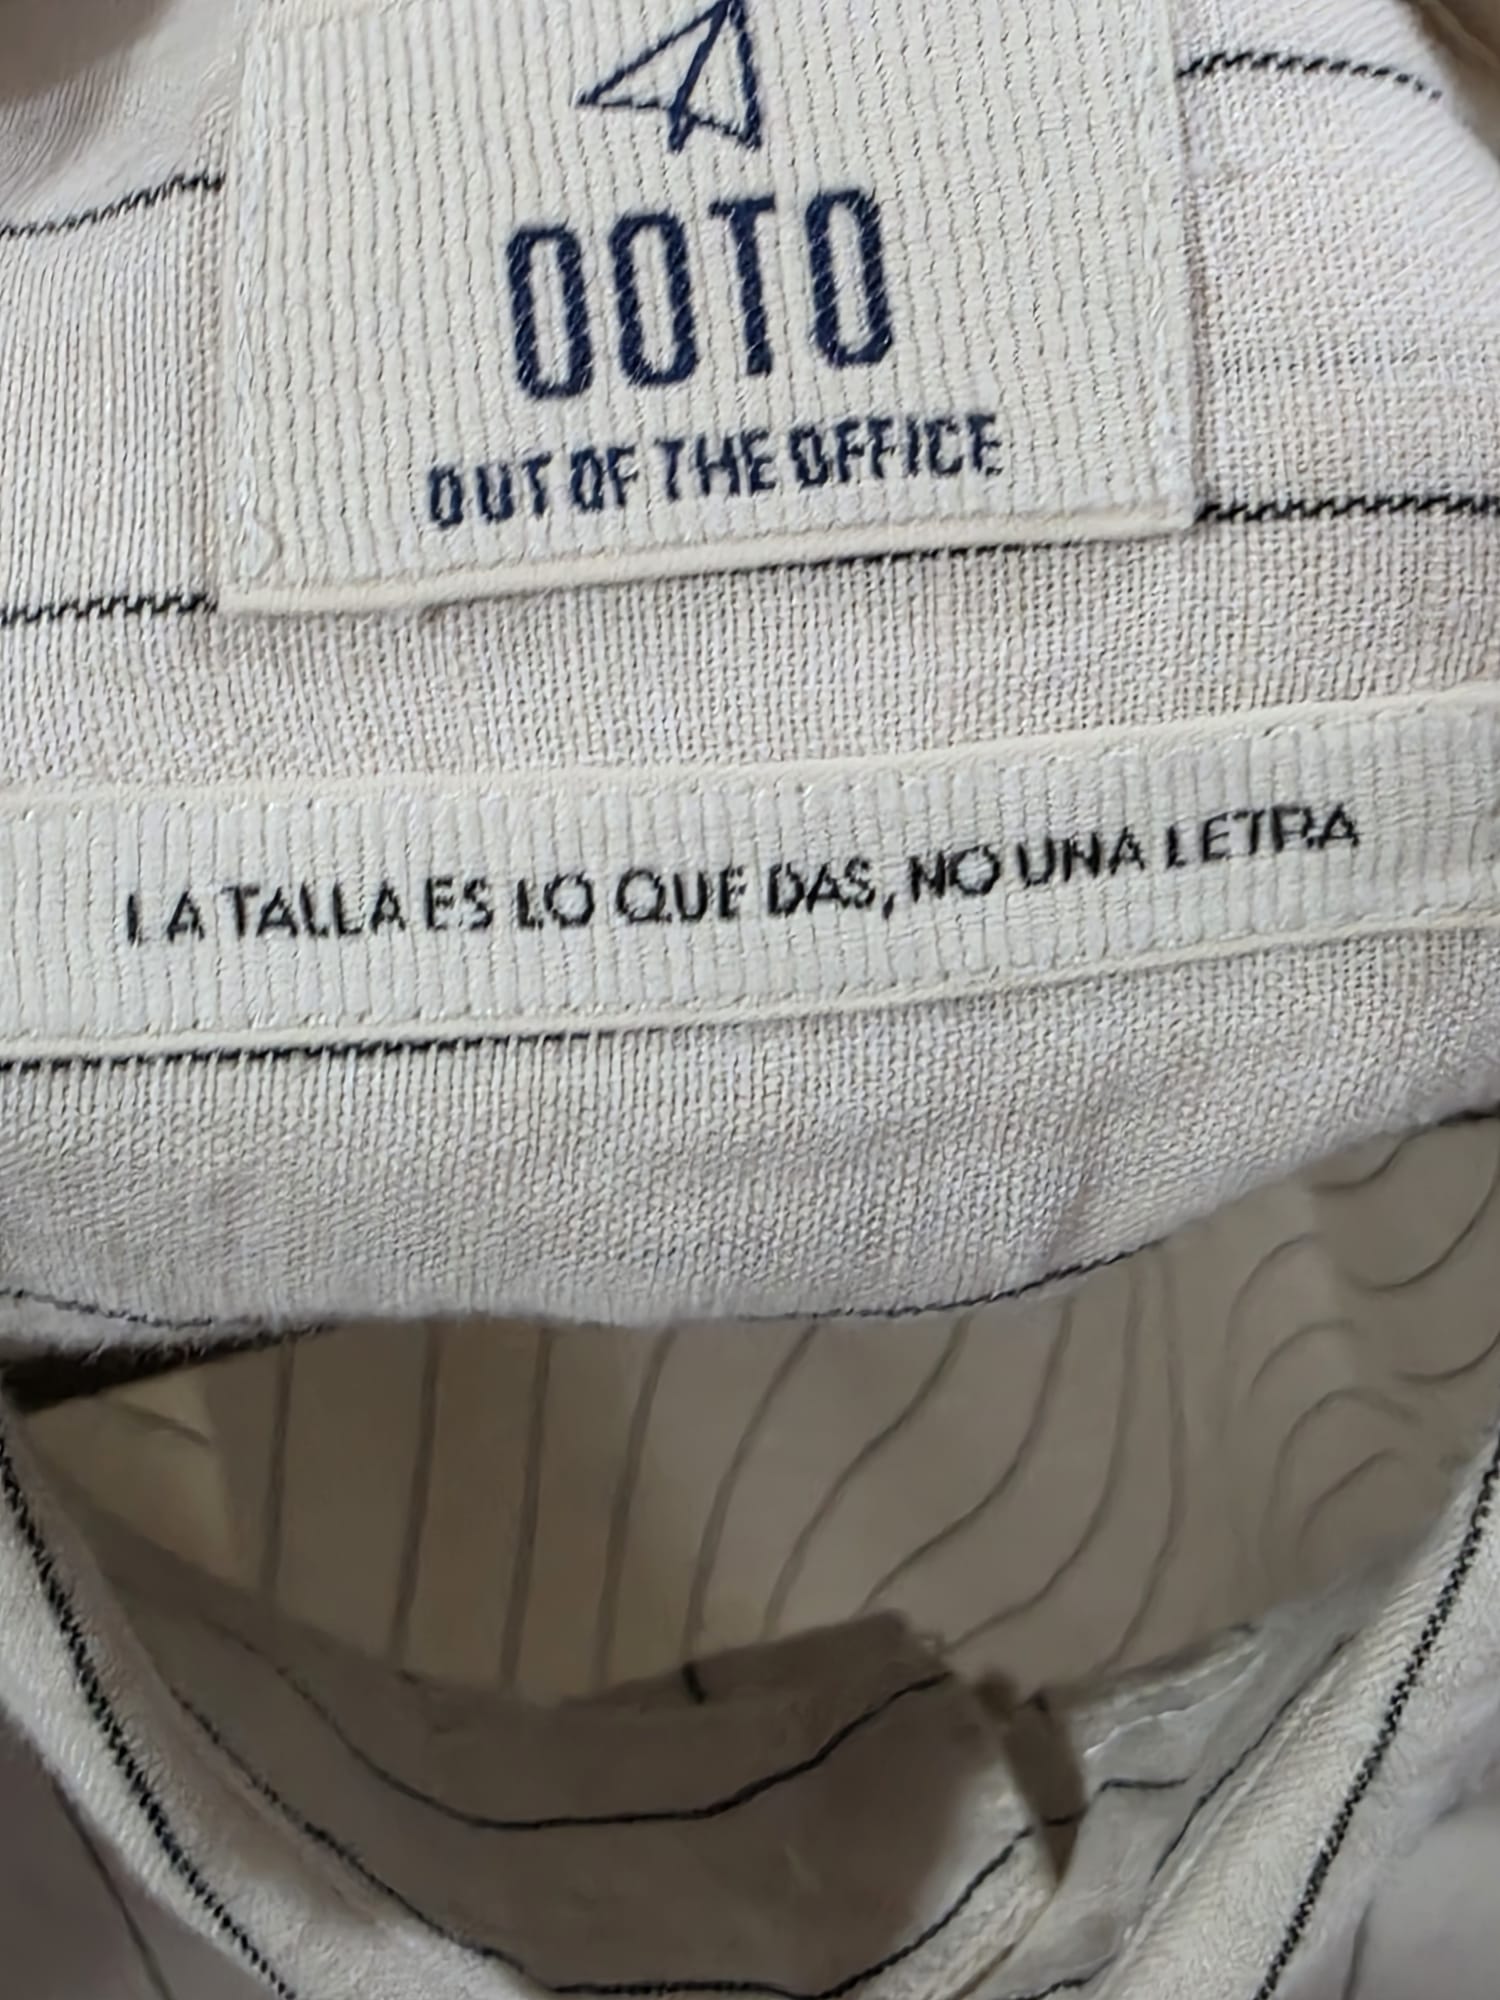 OOTO
OUT OF THE OFFICE
LA TALLA ES LO QUE DAS, NO UNA LETRA